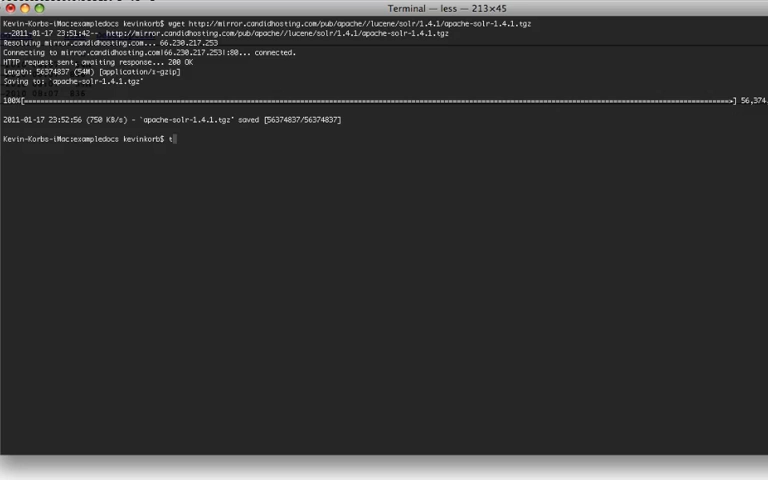 Terminal — less — 213×45
Kevin-Korbs-iMac:exampledocs kevinkorb$ wget http://mirror.candidhosting.com/pub/apache//lucene/solr/1.4.1/apache-solr-1.4.1.tgz
--2011-01-17 23:51:42--  http://mirror.candidhosting.com/pub/apache//lucene/solr/1.4.1/apache-solr-1.4.1.tgz
Resolving mirror.candidhosting.com... 66.230.217.253
Connecting to mirror.candidhosting.com|66.230.217.253|:80... connected.
HTTP request sent, awaiting response... 200 OK
Length: 56374837 (54M) [application/x-gzip]
Saving to: `apache-solr-1.4.1.tgz'
100%[=====================================================================>] 56,374
2011-01-17 23:52:56 (750 KB/s) - `apache-solr-1.4.1.tgz' saved [56374837/56374837]
Kevin-Korbs-iMac:exampledocs kevinkorb$ t